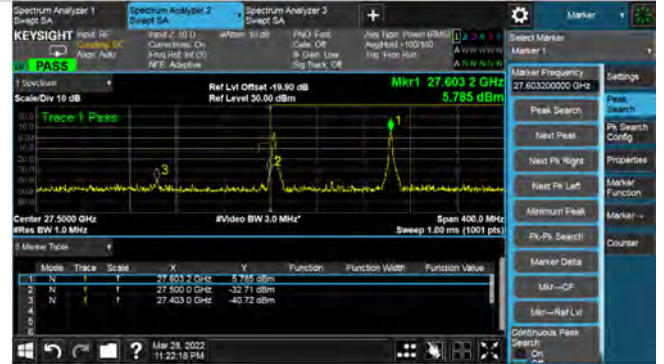 Spectrum Analyzer 1
Swept SA
Spectrum Analyzer 2
Swept SA
Spectrum Analyzer 3
Swept SA
+
Marker
KEYSIGHT Input: RF
Coupling: DC
Align: Auto
Input Z: 50 Ω
Corrections: On
Freq Ref: Int (S)
NFE: Adaptive
#Atten: 10 dB
PNO: Fast
Gate: Off
IF Gain: Low
Sig Track: Off
Avg Type: Power (RMS)
Avg|Hold: >100/100
Trig: Free Run
PASS
1 Spectrum
Scale/Div 10 dB
Ref Lvl Offset -19.90 dB
Ref Level 30.00 dBm
Mkr1 27.603 2 GHz
5.785 dBm
Trace 1 Pass
1
2
3
Center 27.5000 GHz
#Res BW 1.0 MHz
#Video BW 3.0 MHz*
Span 400.0 MHz
Sweep 1.00 ms (1001 pts)
5 Marker Table
Mode Trace Scale X Y Function Function Width Function Value
1 N 1 f 27.603 2 GHz 5.785 dBm
2 N 1 f 27.500 0 GHz -32.71 dBm
3 N 1 f 27.403 0 GHz -40.72 dBm
4
5
6
Mar 28, 2022
11:22:18 PM
Select Marker
Marker 1
Marker Frequency
27.603200000 GHz
Peak Search
Next Peak
Next Pk Right
Next Pk Left
Minimum Peak
Pk-Pk Search
Marker Delta
Mkr→CF
Mkr→Ref Lvl
Continuous Peak
Search
On
Off
Settings
Peak
Search
Pk Search
Config
Properties
Marker
Function
Marker→
Counter